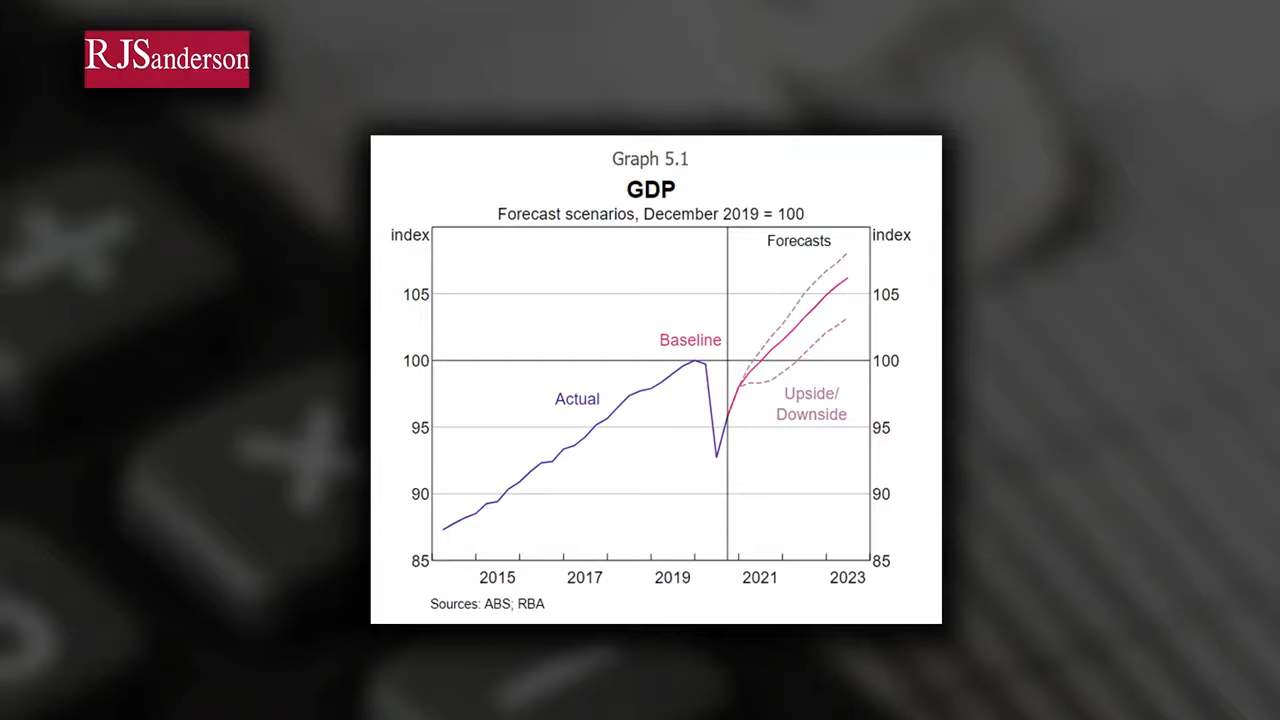 RJSanderson
Graph 5.1
GDP
Forecast scenarios, December 2019 = 100
index
index
Forecasts
105
105
Baseline
100
100
Actual
Upside/
Downside
95
95
90
90
85
85
2015
2017
2019
2021
2023
Sources: ABS; RBA